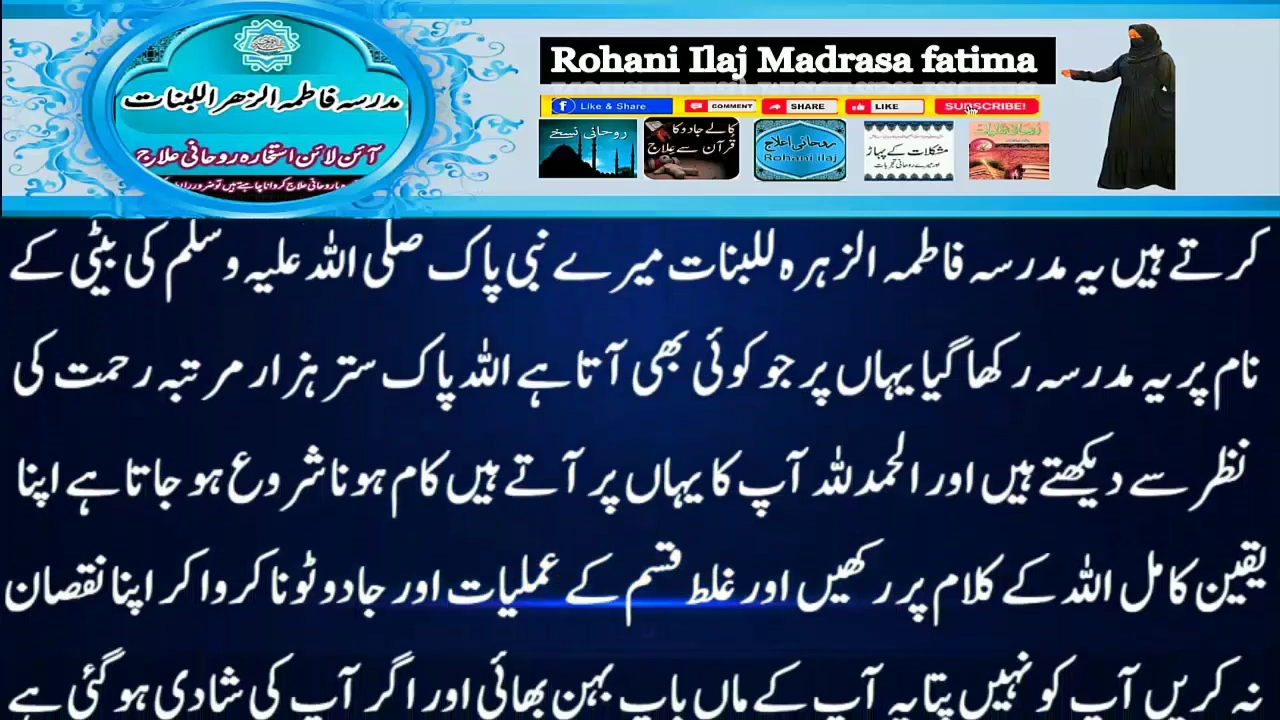 مدرسہ فاطمہ الزھرا للبنات
آئن لائن استخارہ روحانی علاج
Rohani Ilaj Madrasa fatima
Like & Share
COMMENT
SHARE
LIKE
SUBSCRIBE!
روحانی نسخے
کالے جادو کا
قرآن سے علاج
روحانی علاج
Rohani ilaj
مشکلات کے پہاڑ
کرتے ہیں یہ مدرسہ فاطمہ الزہرہ للبنات میرے نبی پاک صلی اللہ علیہ وسلم کی بیٹی کے
نام پر یہ مدرسہ رکھا گیا یہاں پر جو کوئی بھی آتا ہے اللہ پاک ستر ہزار مرتبہ رحمت کی
نظر سے دیکھتے ہیں اور الحمدللہ آپ کا یہاں پر آتے ہیں کام ہونا شروع ہو جاتا ہے اپنا
یقین کامل اللہ کے کلام پر رکھیں اور غلط قسم کے عملیات اور جادو ٹونا کروا کر اپنا نقصان
نہ کریں آپ کو نہیں پتا یہ آپ کے ماں باپ بہن بھائی اور اگر آپ کی شادی ہو گئی ہے